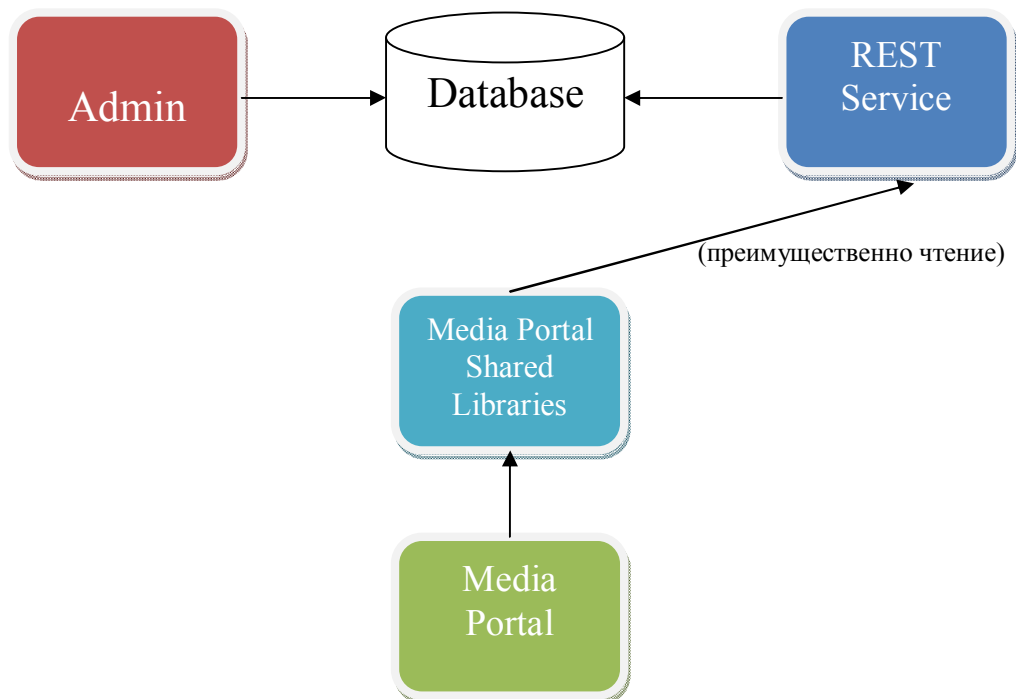 Admin
Database
REST
Service
(преимущественно чтение)
Media Portal
Shared
Libraries
Media
Portal